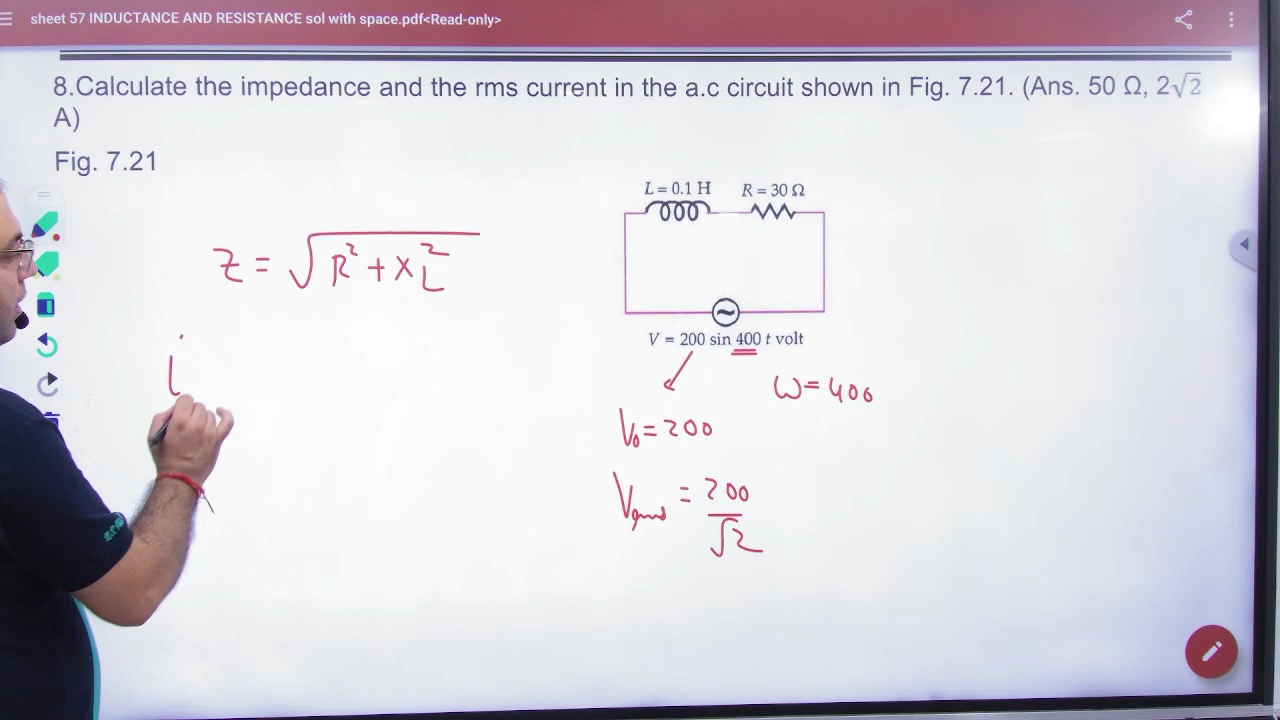 sheet 57 INDUCTANCE AND RESISTANCE sol with space.pdf<Read-only>
8.Calculate the impedance and the rms current in the a.c circuit shown in Fig. 7.21. (Ans. 50 Ω, 2√2
A)
Fig. 7.21
L = 0.1 H R = 30 Ω
Z = √(R² + X_L²)
V = 200 sin 400 t volt
i
ω = 400
V₀ = 200
V = 200/√2